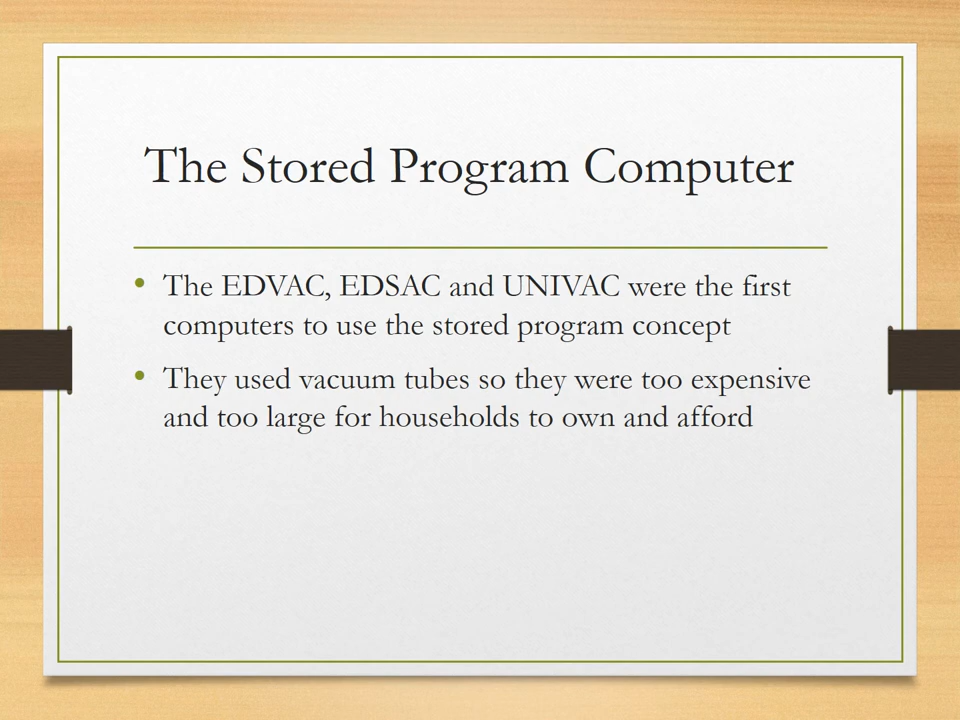 The Stored Program Computer
• The EDVAC, EDSAC and UNIVAC were the first
computers to use the stored program concept
• They used vacuum tubes so they were too expensive
and too large for households to own and afford